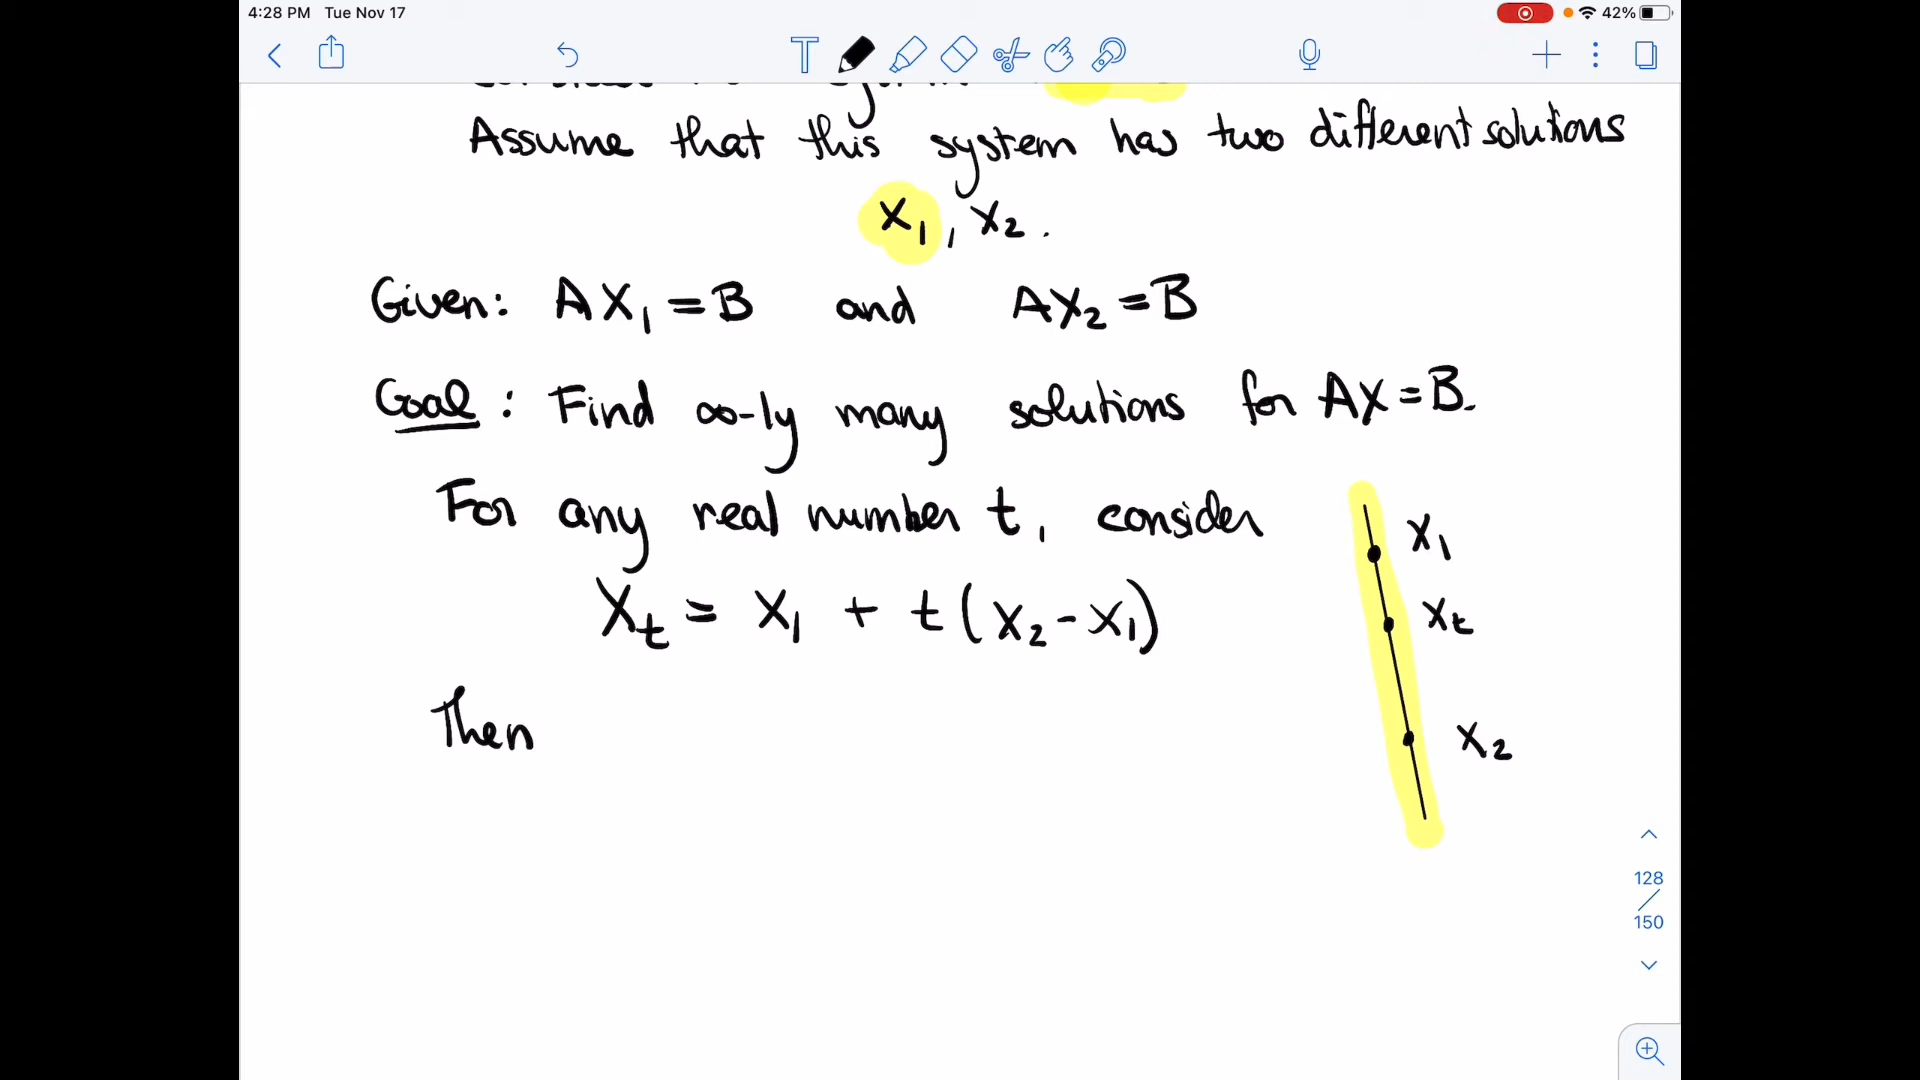 4:28 PM Tue Nov 17
42%
Assume that this system has two different solutions
X₁, X₂.
Given: AX₁ = B and AX₂ = B
Goal: Find ∞-ly many solutions for AX = B.
For any real number t, consider
X₁
X_t = X₁ + t(X₂ - X₁)
X_t
Then
X₂
128
150